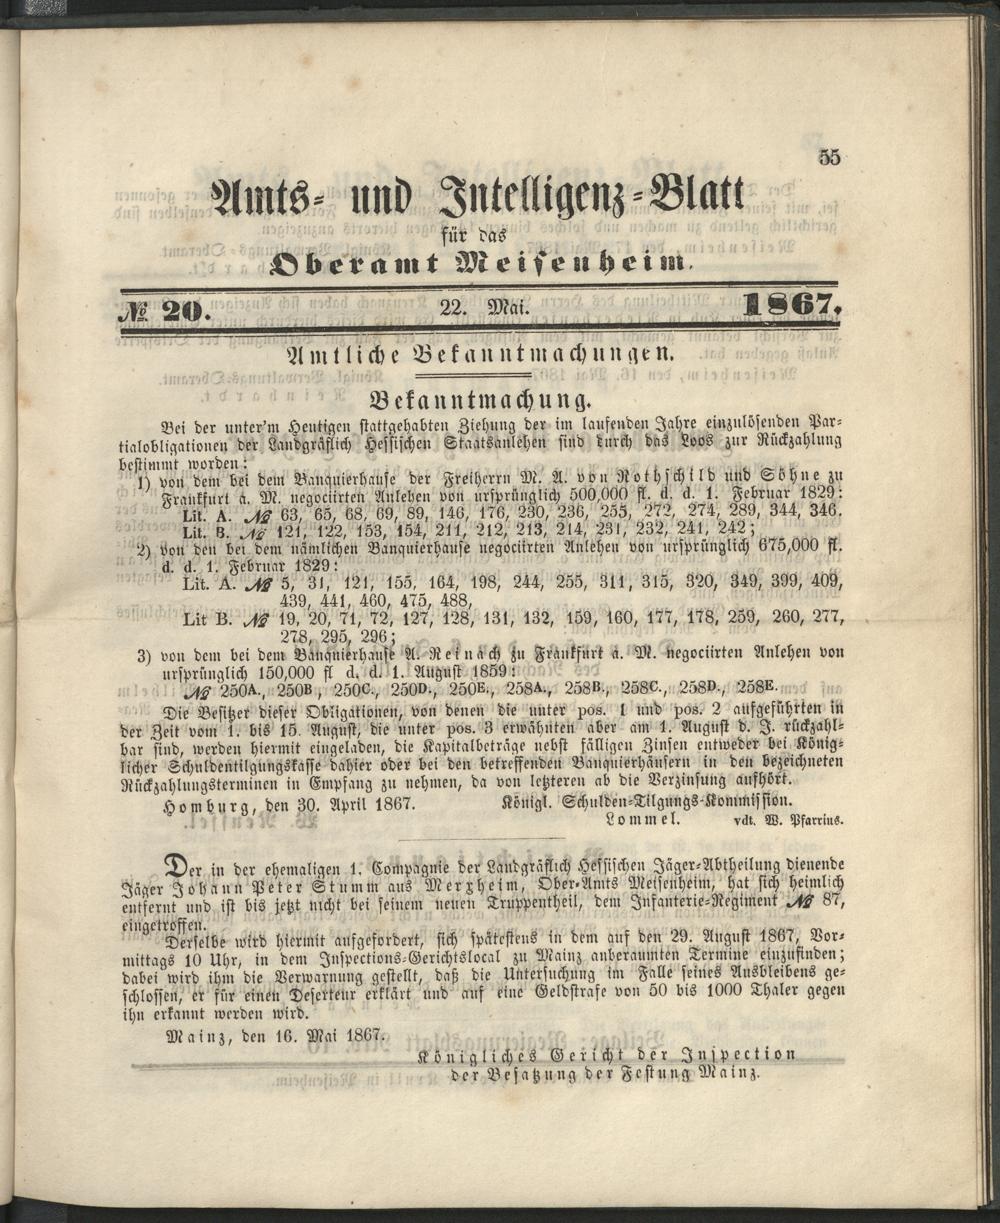 55
Amts- und Intelligenz-Blatt
für das
Oberamt Meisenheim.
№ 20. 22. Mai. 1867.
Amtliche Bekanntmachungen.
Bekanntmachung.
Bei der unter'm Heutigen stattgehabten Ziehung der im laufenden Jahre einzulösenden Par-
tialobligationen der Landgräflich Hessischen Staatsanlehen sind durch das Loos zur Rückzahlung
bestimmt worden:
1) von dem bei dem Banquierhause der Freiherrn M. A. von Rothschild und Söhne zu
Frankfurt a. M. negociirten Anlehen von ursprünglich 500,000 fl. d. d. 1. Februar 1829:
Lit. A. № 63, 65, 68, 69, 89, 146, 176, 230, 236, 255, 272, 274, 289, 344, 346.
Lit. B. № 121, 122, 153, 154, 211, 212, 213, 214, 231, 232, 241, 242;
2) von den bei dem nämlichen Banquierhause negociirten Anlehen von ursprünglich 675,000 fl.
d. d. 1. Februar 1829:
Lit. A. № 5, 31, 121, 155, 164, 198, 244, 255, 311, 315, 320, 349, 399, 409,
439, 441, 460, 475, 488,
Lit B. № 19, 20, 71, 72, 127, 128, 131, 132, 159, 160, 177, 178, 259, 260, 277,
278, 295, 296;
3) von dem bei dem Banquierhause A. Reinach zu Frankfurt a. M. negociirten Anlehen von
ursprünglich 150,000 fl d. d. 1. August 1859:
№ 250A., 250B., 250C., 250D., 250E., 258A., 258B., 258C., 258D., 258E.
Die Besitzer dieser Obligationen, von denen die unter pos. 1 und pos. 2 aufgeführten in
der Zeit vom 1. bis 15. August, die unter pos. 3 erwähnten aber am 1. August d. J. rückzahl-
bar sind, werden hiermit eingeladen, die Kapitalbeträge nebst fälligen Zinsen entweder bei König-
licher Schuldentilgungskasse dahier oder bei den betreffenden Banquierhäusern in den bezeichneten
Rückzahlungsterminen in Empfang zu nehmen, da von letzteren ab die Verzinsung aufhört.
Homburg, den 30. April 1867. Königl. Schulden-Tilgungs-Kommission.
Lommel. vdt. W. Pfarrius.
Der in der ehemaligen 1. Compagnie der Landgräflich Hessischen Jäger-Abtheilung dienende
Jäger Johann Peter Stumm aus Merxheim, Ober-Amts Meisenheim, hat sich heimlich
entfernt und ist bis jetzt nicht bei seinem neuen Truppentheil, dem Infanterie-Regiment № 87,
eingetroffen.
Derselbe wird hiermit aufgefordert, sich spätestens in dem auf den 29. August 1867, Vor-
mittags 10 Uhr, in dem Inspections-Gerichtslocal zu Mainz anberaumten Termine einzufinden;
dabei wird ihm die Verwarnung gestellt, daß die Untersuchung im Falle seines Ausbleibens ge-
schlossen, er für einen Deserteur erklärt und auf eine Geldstrafe von 50 bis 1000 Thaler gegen
ihn erkannt werden wird.
Mainz, den 16. Mai 1867.
Königliches Gericht der Inspection
der Besatzung der Festung Mainz.